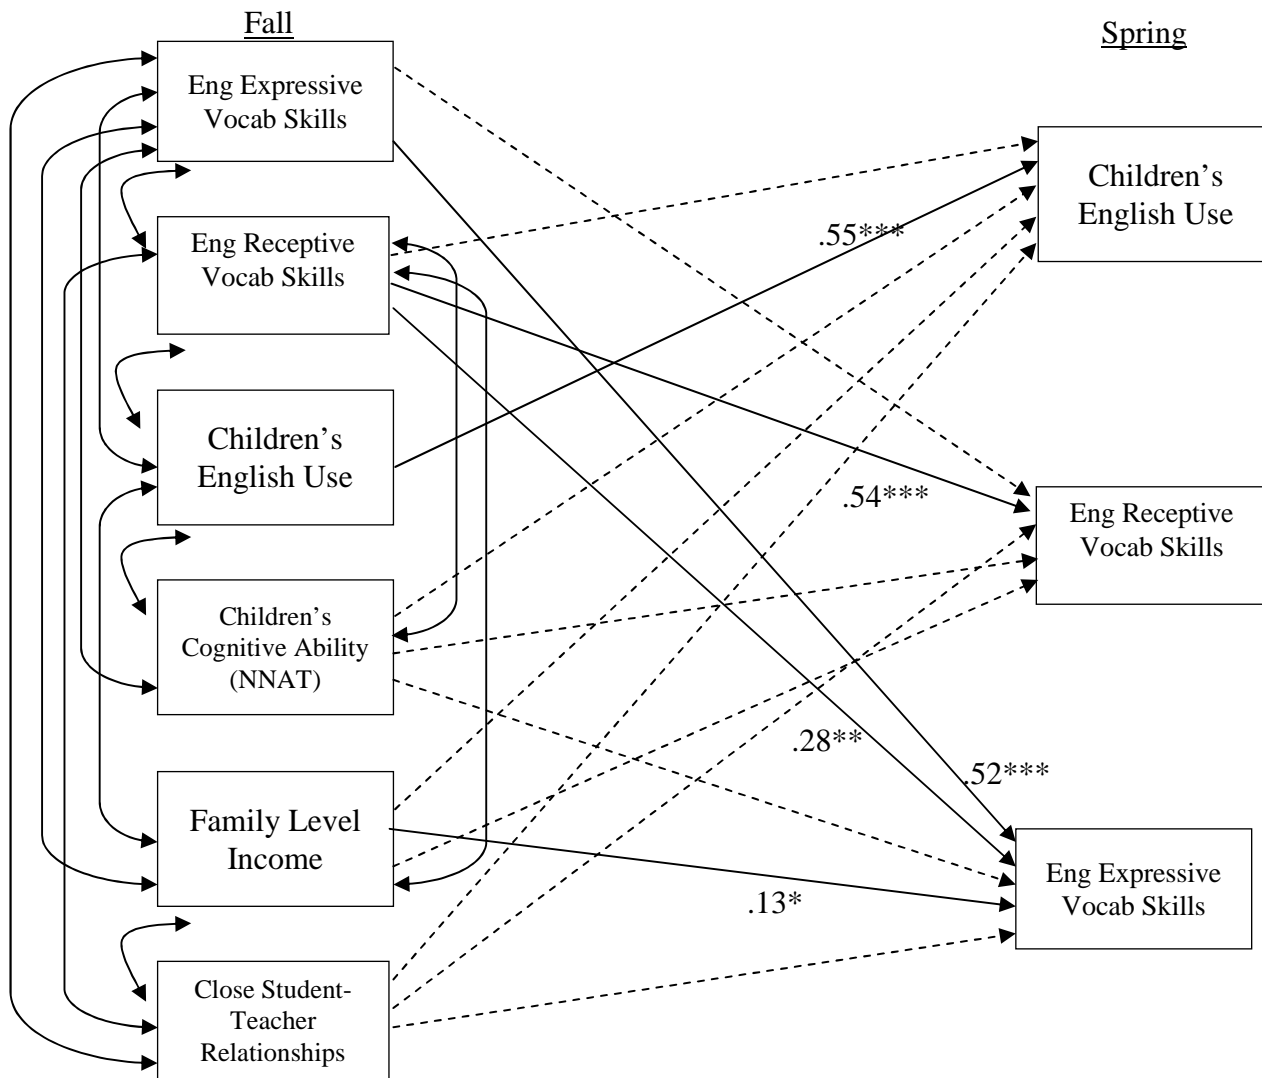 Fall
Spring
Eng Expressive
Vocab Skills
Eng Receptive
Vocab Skills
Children’s
English Use
Children’s
Cognitive Ability
(NNAT)
Family Level
Income
Close Student-
Teacher
Relationships
.55***
.54***
.28**
.52***
.13*
Children’s
English Use
Eng Receptive
Vocab Skills
Eng Expressive
Vocab Skills